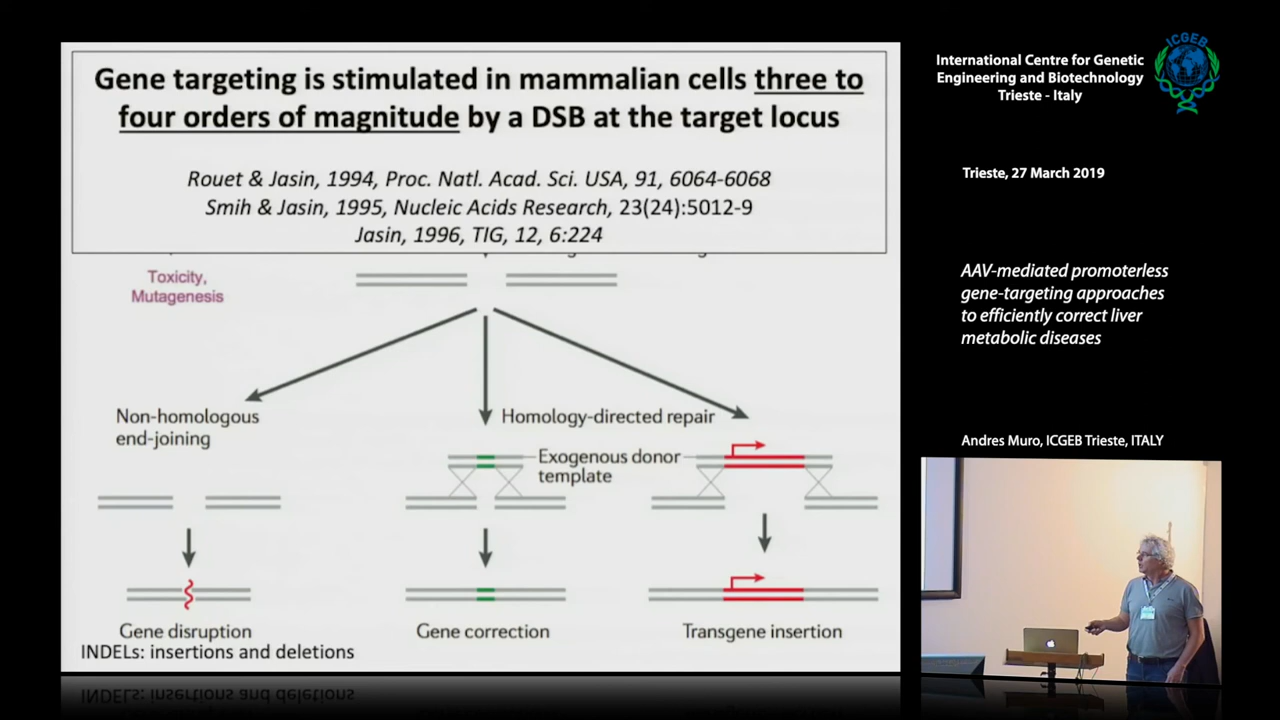 Gene targeting is stimulated in mammalian cells three to
four orders of magnitude by a DSB at the target locus
Rouet & Jasin, 1994, Proc. Natl. Acad. Sci. USA, 91, 6064-6068
Smih & Jasin, 1995, Nucleic Acids Research, 23(24):5012-9
Jasin, 1996, TIG, 12, 6:224
Toxicity,
Mutagenesis
Non-homologous
end-joining
Homology-directed repair
Exogenous donor
template
Gene disruption
Gene correction
Transgene insertion
INDELs: insertions and deletions
International Centre for Genetic
Engineering and Biotechnology
Trieste - Italy
ICGEB
Trieste, 27 March 2019
AAV-mediated promoterless
gene-targeting approaches
to efficiently correct liver
metabolic diseases
Andres Muro, ICGEB Trieste, ITALY